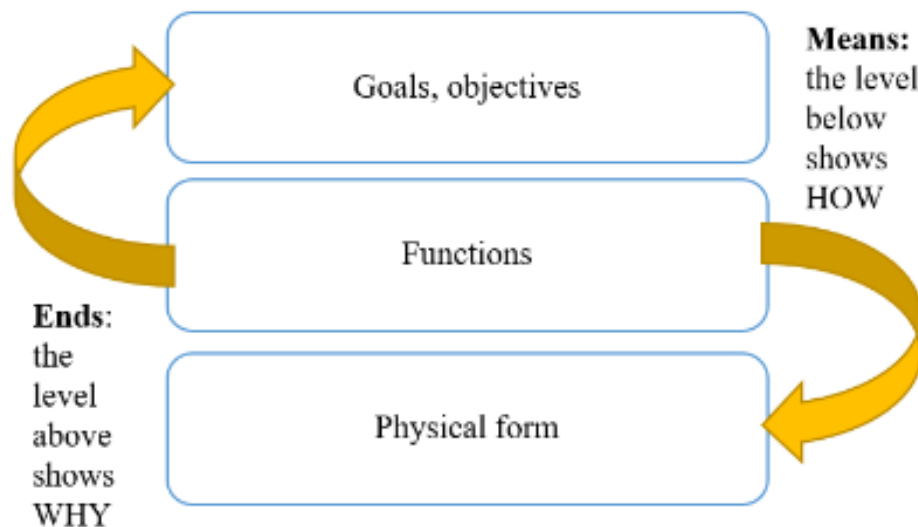 Goals, objectives
Means:
the level
below
shows
HOW
Functions
Ends:
the
level
above
shows
WHY
Physical form